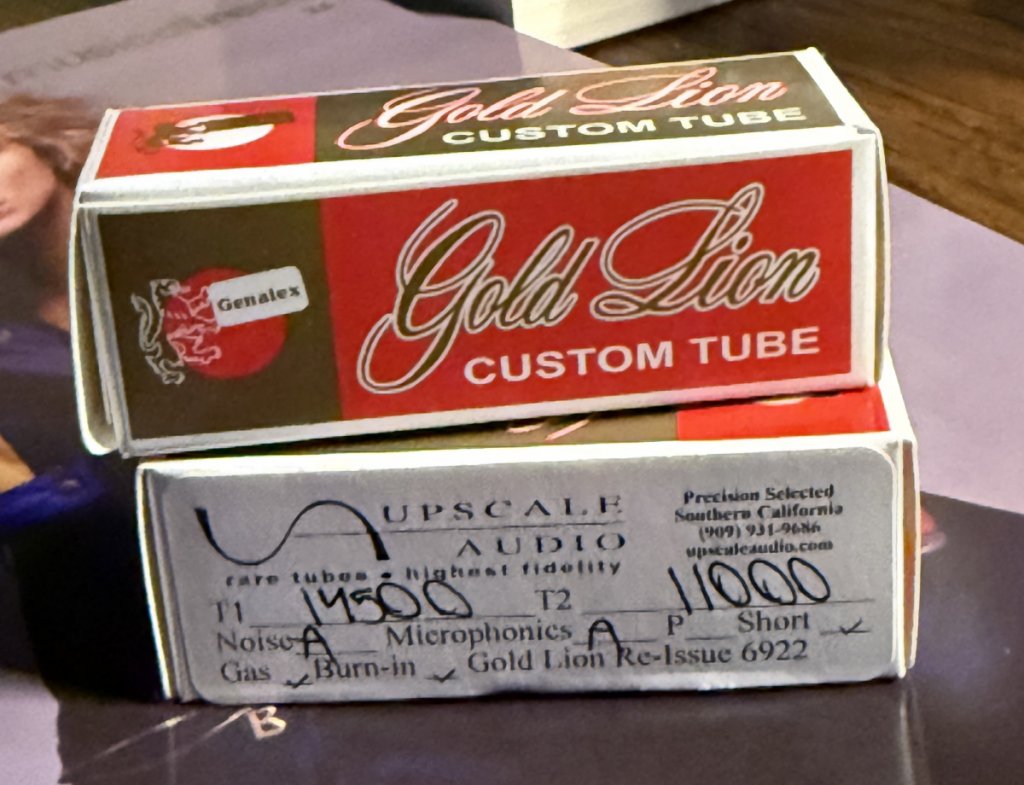 Gold Lion
CUSTOM TUBE
Genalex
Gold Lion
CUSTOM TUBE
UPSCALE
AUDIO
rare tubes • highest fidelity
Precision Selected
Southern California
(909) 931-9686
upscaleaudio.com
T1 14500 T2 11000
Noise A Microphonics A P Short ✓
Gas ✓ Burn-in ✓ Gold Lion Re-Issue 6922
B